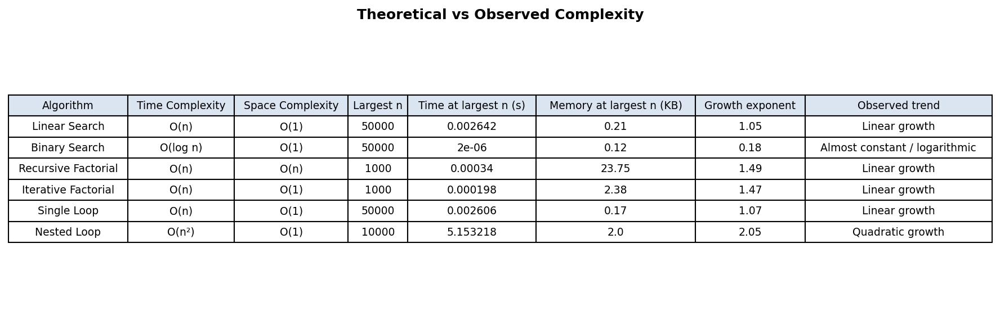 Theoretical vs Observed Complexity
Algorithm Time Complexity Space Complexity Largest n Time at largest n (s) Memory at largest n (KB) Growth exponent Observed trend
Linear Search O(n) O(1) 50000 0.002642 0.21 1.05 Linear growth
Binary Search O(log n) O(1) 50000 2e-06 0.12 0.18 Almost constant / logarithmic
Recursive Factorial O(n) O(n) 1000 0.00034 23.75 1.49 Linear growth
Iterative Factorial O(n) O(1) 1000 0.000198 2.38 1.47 Linear growth
Single Loop O(n) O(1) 50000 0.002606 0.17 1.07 Linear growth
Nested Loop O(n²) O(1) 10000 5.153218 2.0 2.05 Quadratic growth